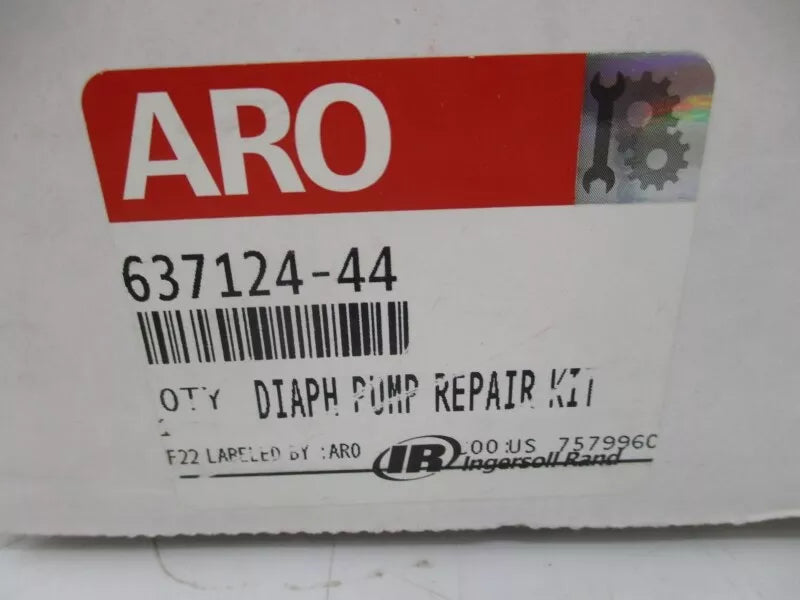 ARO
637124-44
QTY DIAPH PUMP REPAIR KIT
F22 LABELED BY :ARO IR :US 757996C
Ingersoll Rand